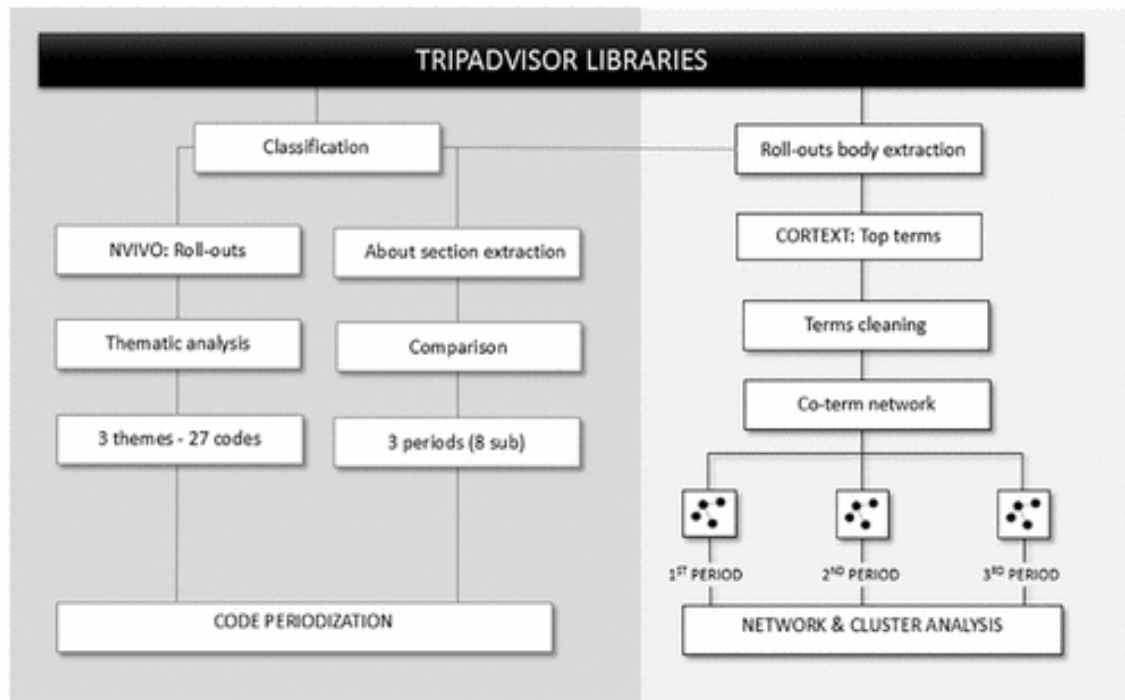 TRIPADVISOR LIBRARIES
Classification
Roll-outs body extraction
NVIVO: Roll-outs
About section extraction
CORTEXT: Top terms
Thematic analysis
Comparison
Terms cleaning
Co-term network
3 themes - 27 codes
3 periods (8 sub)
1ST PERIOD
2ND PERIOD
3RD PERIOD
CODE PERIODIZATION
NETWORK & CLUSTER ANALYSIS